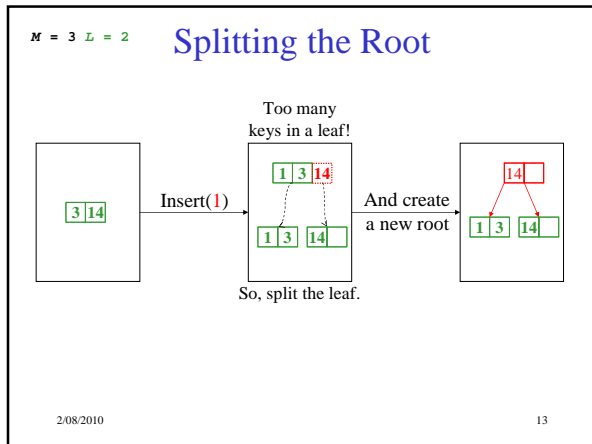 M = 3 L = 2
Splitting the Root
Too many
keys in a leaf!
3 14
Insert(1)
1 3 14
1 3 14
So, split the leaf.
And create
a new root
14
1 3 14
2/08/2010
13